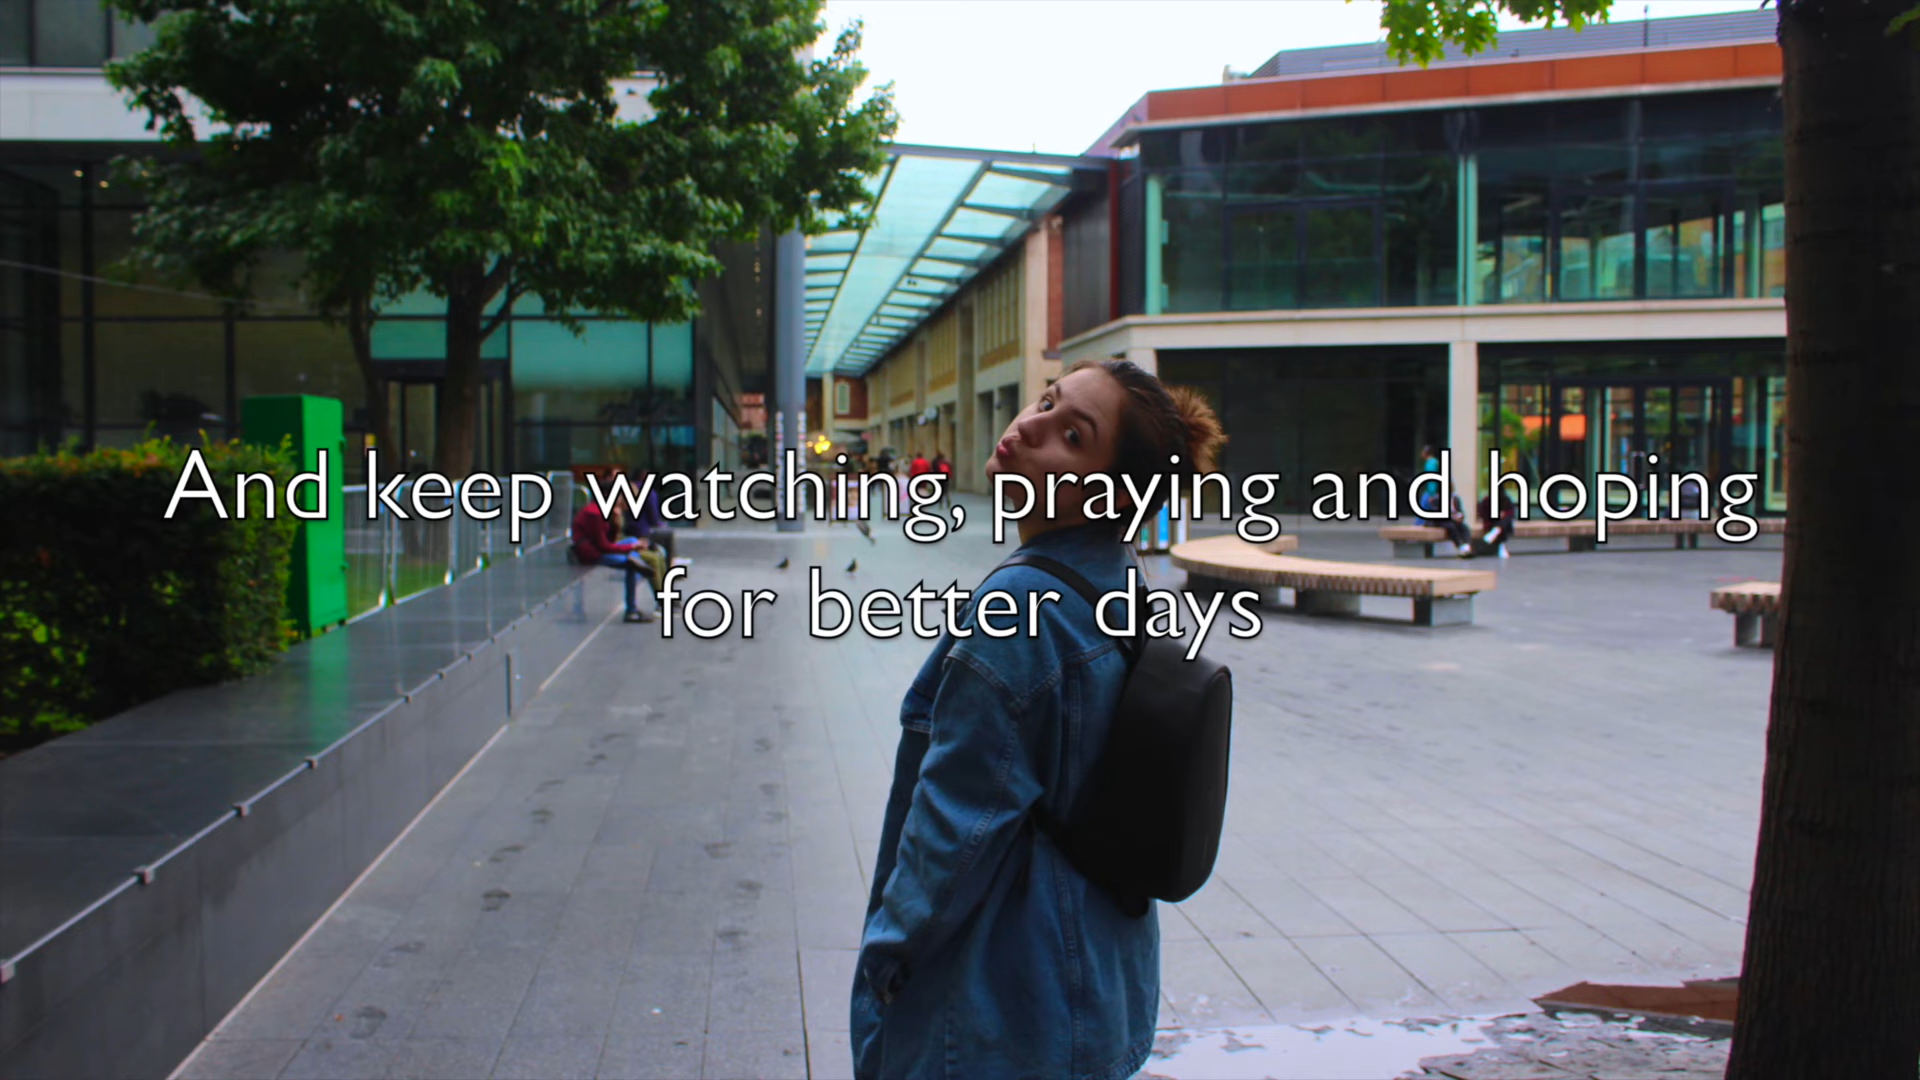 And keep watching, praying and hoping
for better days